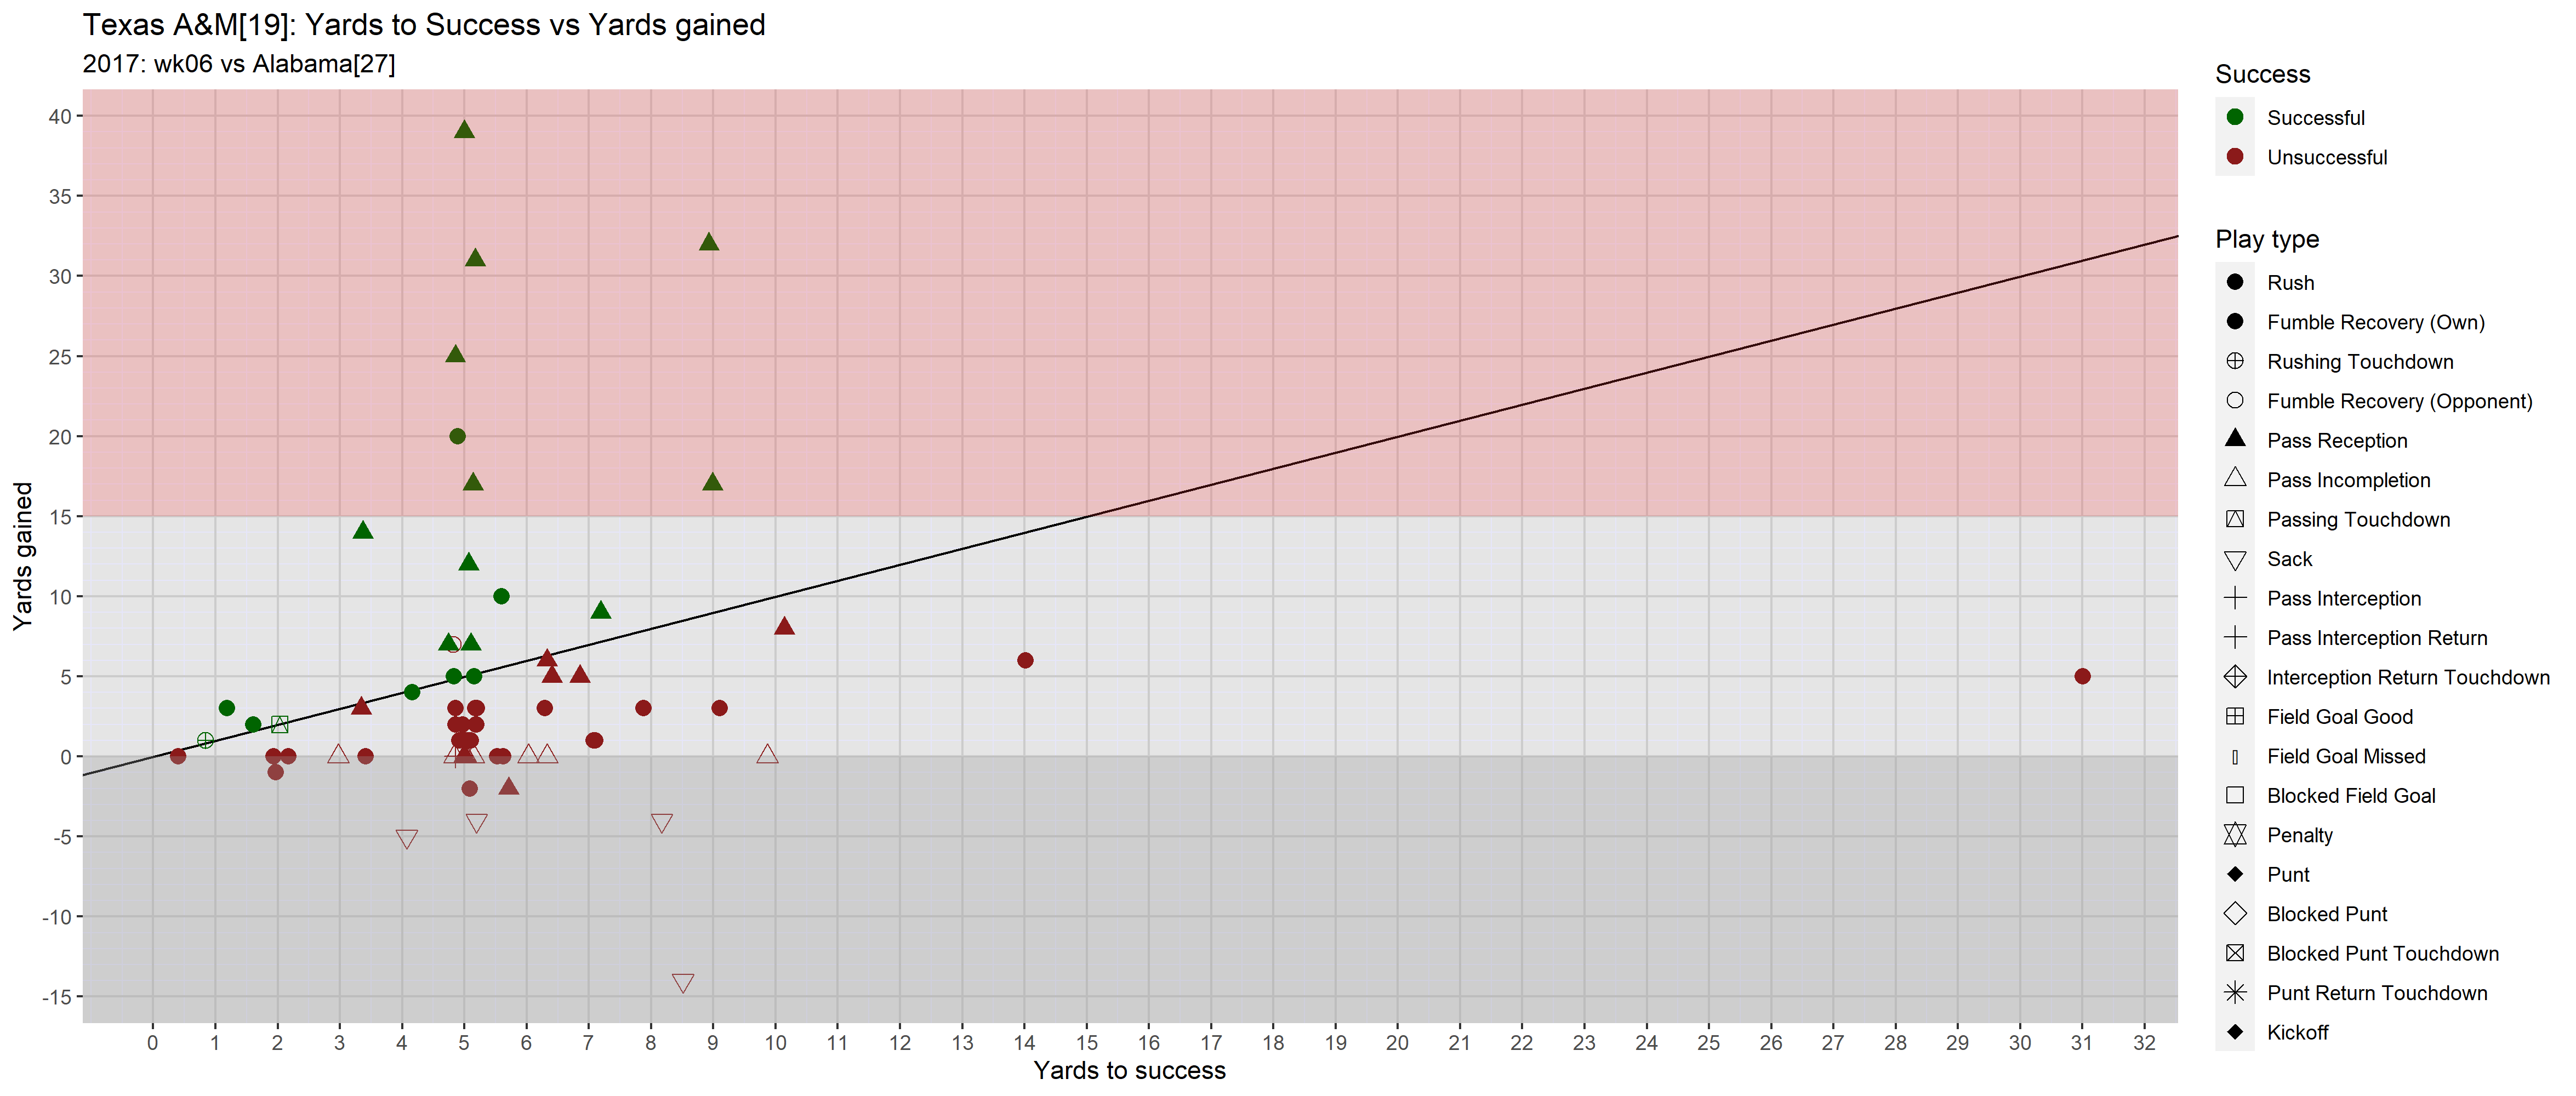 Texas A&M[19]: Yards to Success vs Yards gained
2017: wk06 vs Alabama[27]
Yards gained
40
35
30
25
20
15
10
5
0
-5
-10
-15
0 1 2 3 4 5 6 7 8 9 10 11 12 13 14 15 16 17 18 19 20 21 22 23 24 25 26 27 28 29 30 31 32
Yards to success
Success
Successful
Unsuccessful
Play type
Rush
Fumble Recovery (Own)
Rushing Touchdown
Fumble Recovery (Opponent)
Pass Reception
Pass Incompletion
Passing Touchdown
Sack
Pass Interception
Pass Interception Return
Interception Return Touchdown
Field Goal Good
Field Goal Missed
Blocked Field Goal
Penalty
Punt
Blocked Punt
Blocked Punt Touchdown
Punt Return Touchdown
Kickoff